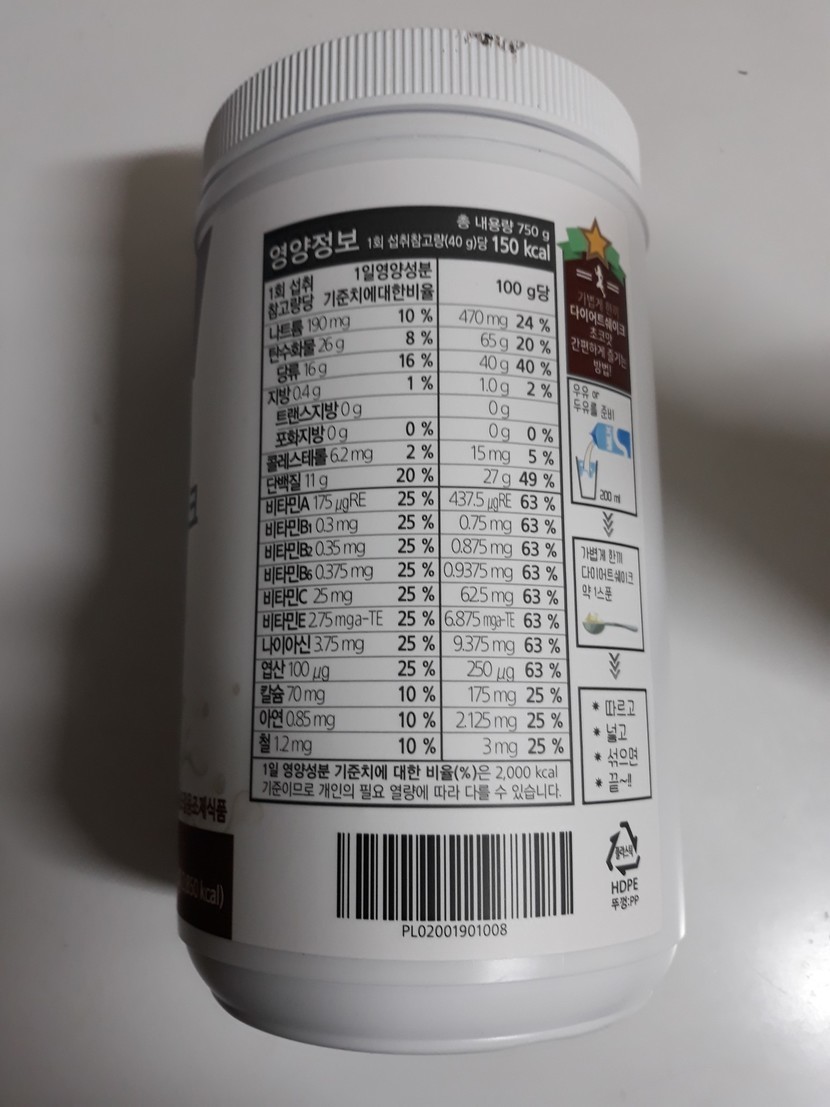 총 내용량 750 g
영양정보 1회 섭취참고량(40 g)당 150 kcal
1회 섭취 참고량당 1일영양성분 기준치에대한비율 100 g당
나트륨 190 mg 10 % 470 mg 24 %
탄수화물 26 g 8 % 65 g 20 %
당류 16 g 16 % 40 g 40 %
지방 0.4 g 1 % 1.0 g 2 %
트랜스지방 0 g 0 g
포화지방 0 g 0 % 0 g 0 %
콜레스테롤 6.2 mg 2 % 15 mg 5 %
단백질 11 g 20 % 27 g 49 %
비타민A 175 µgRE 25 % 437.5 µgRE 63 %
비타민B1 0.3 mg 25 % 0.75 mg 63 %
비타민B2 0.35 mg 25 % 0.875 mg 63 %
비타민B6 0.375 mg 25 % 0.9375 mg 63 %
비타민C 25 mg 25 % 62.5 mg 63 %
비타민E 2.75 mga-TE 25 % 6.875 mga-TE 63 %
나이아신 3.75 mg 25 % 9.375 mg 63 %
엽산 100 µg 25 % 250 µg 63 %
칼슘 70 mg 10 % 175 mg 25 %
아연 0.85 mg 10 % 2.125 mg 25 %
철 1.2 mg 10 % 3 mg 25 %
1일 영양성분 기준치에 대한 비율(%)은 2,000 kcal
기준이므로 개인의 필요 열량에 따라 다를 수 있습니다.
가볍게 한끼
다이어트쉐이크
초코맛
간편하게 즐기는
방법!
우유 or
두유를 준비
200 ml
가볍게 한끼
다이어트쉐이크
약 1스푼
* 따르고
* 넣고
* 섞으면
* 끝~!!
플라스틱
HDPE
뚜껑:PP
PL02001901008
조제식품
kcal)